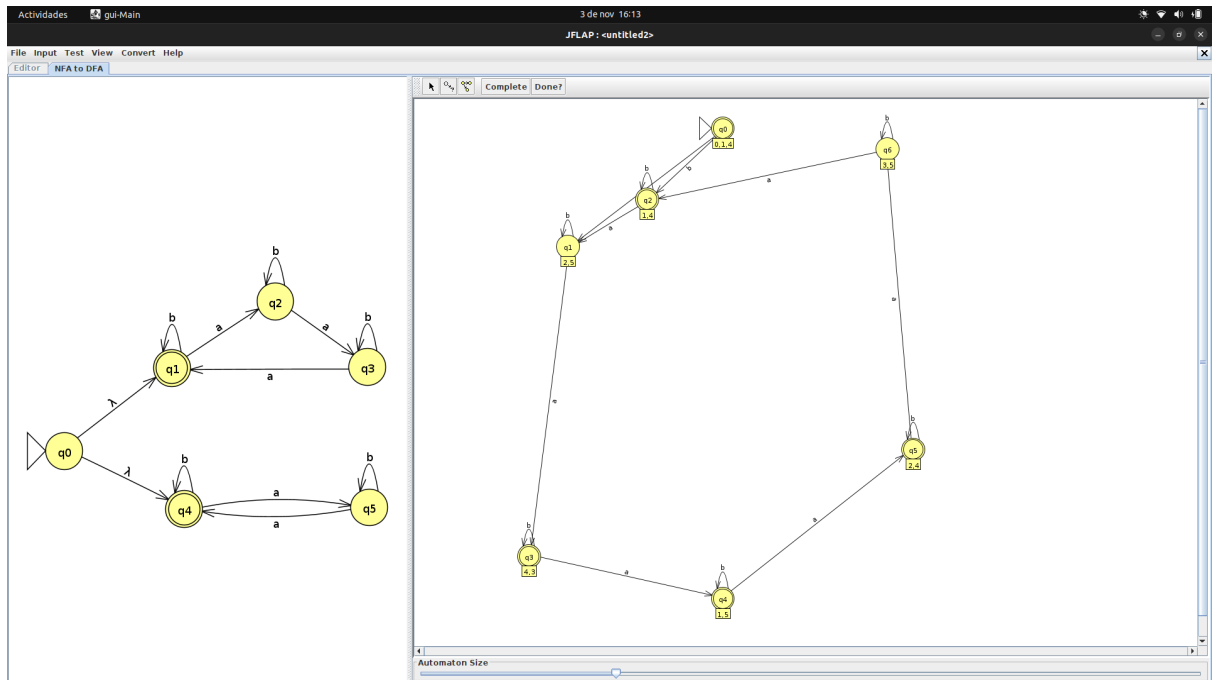 Actividades gui-Main 3 de nov 16:13
JFLAP : <untitled2>
File Input Test View Convert Help
Editor NFA to DFA
Complete Done?
b
q2
a
a
b
q1
b
q3
a
λ
q0
λ
b
q4
a
a
b
q5
q0
0,1,4
b
b
q6
3,5
a
b
q2
1,4
a
b
q1
2,5
a
a
b
q5
2,4
b
q3
4,3
a
a
b
q4
1,5
Automaton Size